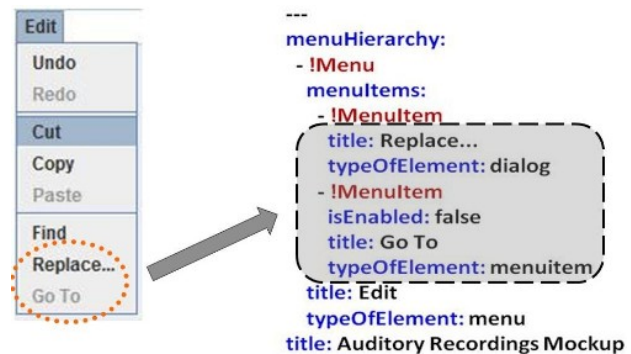 Edit
Undo
Redo
Cut
Copy
Paste
Find
Replace...
Go To
---
menuHierarchy:
- !Menu
menuItems:
- !MenuItem
title: Replace...
typeOfElement: dialog
- !MenuItem
isEnabled: false
title: Go To
typeOfElement: menuitem
title: Edit
typeOfElement: menu
title: Auditory Recordings Mockup